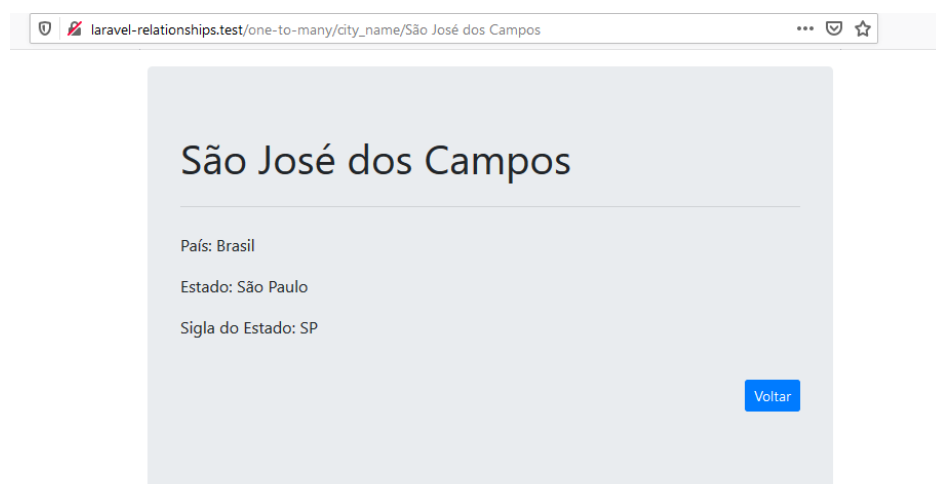 laravel-relationships.test/one-to-many/city_name/São José dos Campos
São José dos Campos
País: Brasil
Estado: São Paulo
Sigla do Estado: SP
Voltar